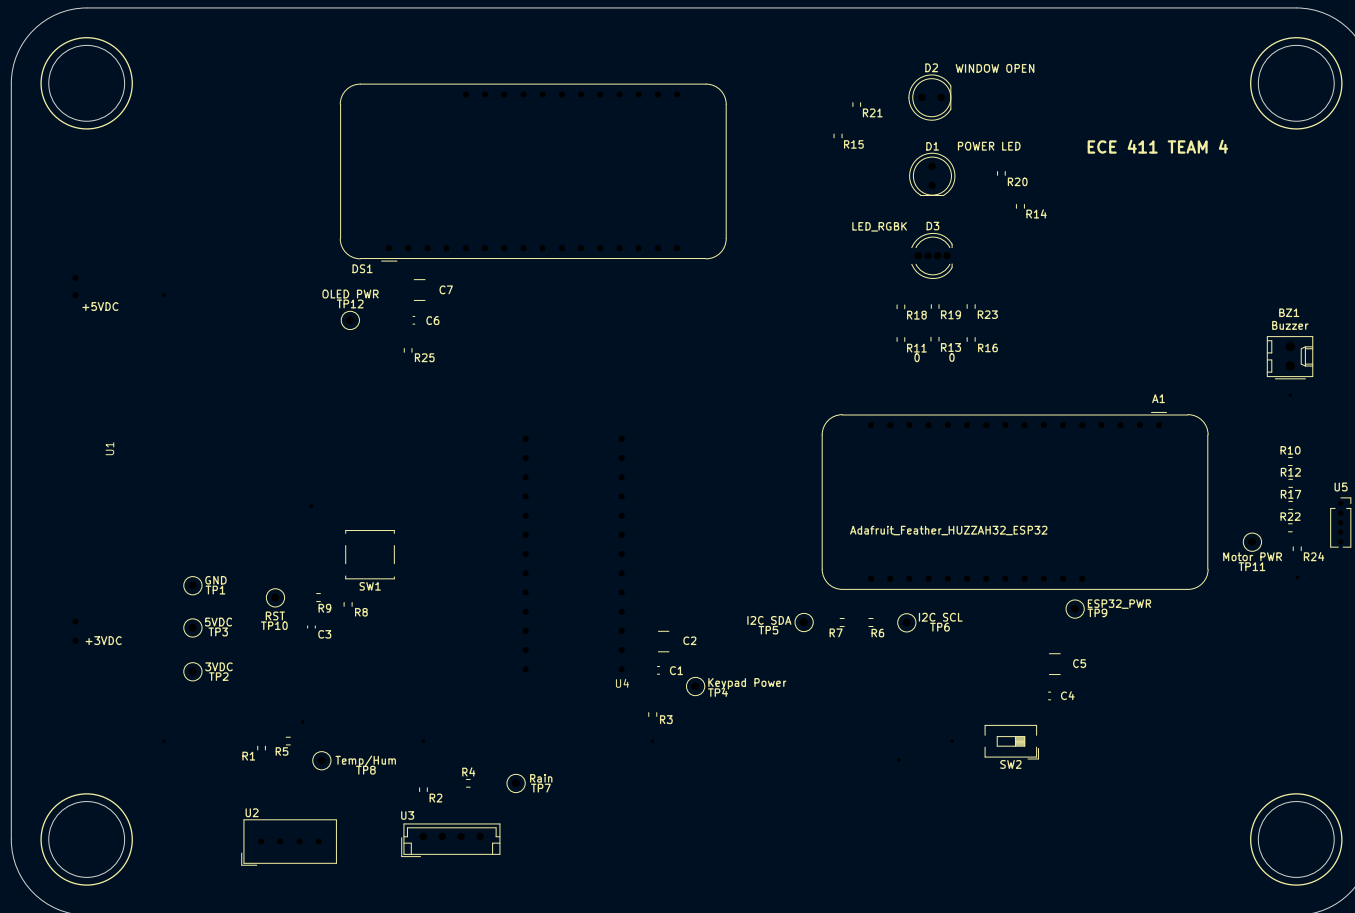 D2 WINDOW OPEN
R21
R15
D1 POWER LED
ECE 411 TEAM 4
R20
R14
LED_RGBK D3
DS1
C7
OLED PWR
TP12
C6
R25
+5VDC
R18 R19 R23
R11 R13 R16
0 0
BZ1
Buzzer
A1
U1
R10
R12
R17
R22
U5
R24
Adafruit_Feather_HUZZAH32_ESP32
Motor PWR
TP11
SW1
GND
TP1
RST
TP10
R9
R8
C3
5VDC
TP3
+3VDC
3VDC
TP2
C2
C1
U4
Keypad Power
TP4
R3
I2C SDA
TP5
R7 R6
I2C SCL
TP6
ESP32_PWR
TP9
C5
C4
SW2
R1 R5
Temp/Hum
TP8
R4
R2
Rain
TP7
U2
U3